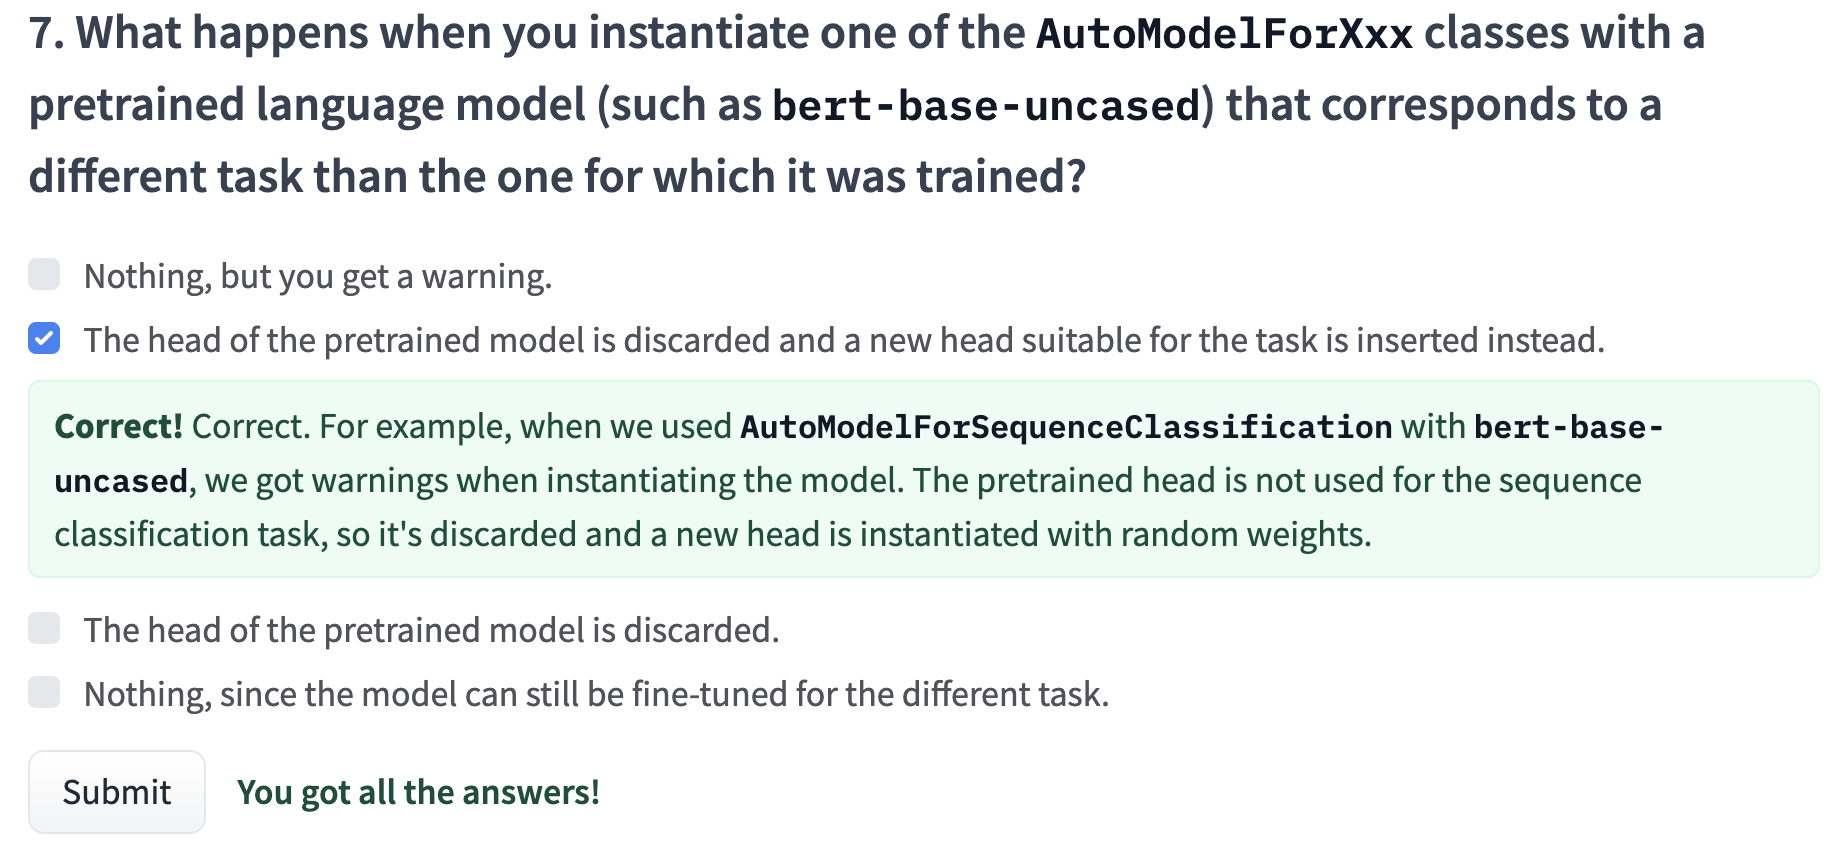 7. What happens when you instantiate one of the AutoModelForXxx classes with a
pretrained language model (such as bert-base-uncased) that corresponds to a
different task than the one for which it was trained?
Nothing, but you get a warning.
The head of the pretrained model is discarded and a new head suitable for the task is inserted instead.
Correct! Correct. For example, when we used AutoModelForSequenceClassification with bert-base-
uncased, we got warnings when instantiating the model. The pretrained head is not used for the sequence
classification task, so it's discarded and a new head is instantiated with random weights.
The head of the pretrained model is discarded.
Nothing, since the model can still be fine-tuned for the different task.
Submit You got all the answers!